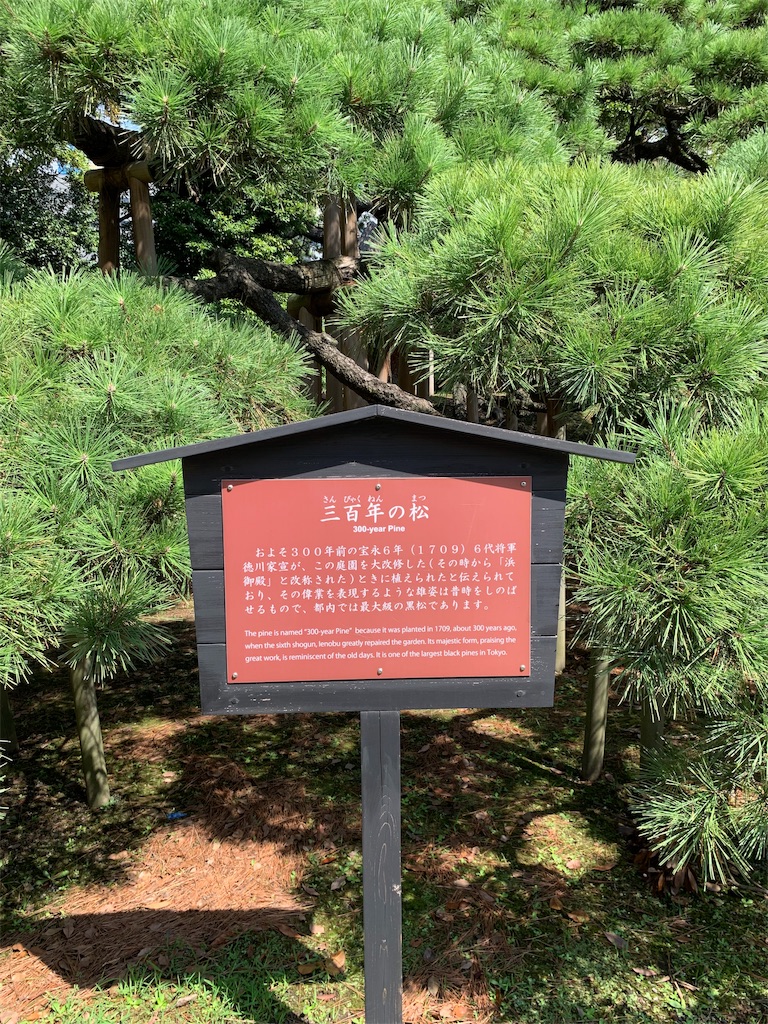 さん びゃく ねん まつ
三百年の松
300-year Pine
およそ３００年前の宝永６年（１７０９）６代将軍
徳川家宣が、この庭園を大改修した（その時から「浜
御殿」と改称された）ときに植えられたと伝えられて
おり、その偉業を表現するような雄姿は昔時をしのば
せるもので、都内では最大級の黒松であります。
The pine is named "300-year Pine" because it was planted in 1709, about 300 years ago,
when the sixth shogun, Ienobu greatly repaired the garden. Its majestic form, praising the
great work, is reminiscent of the old days. It is one of the largest black pines in Tokyo.